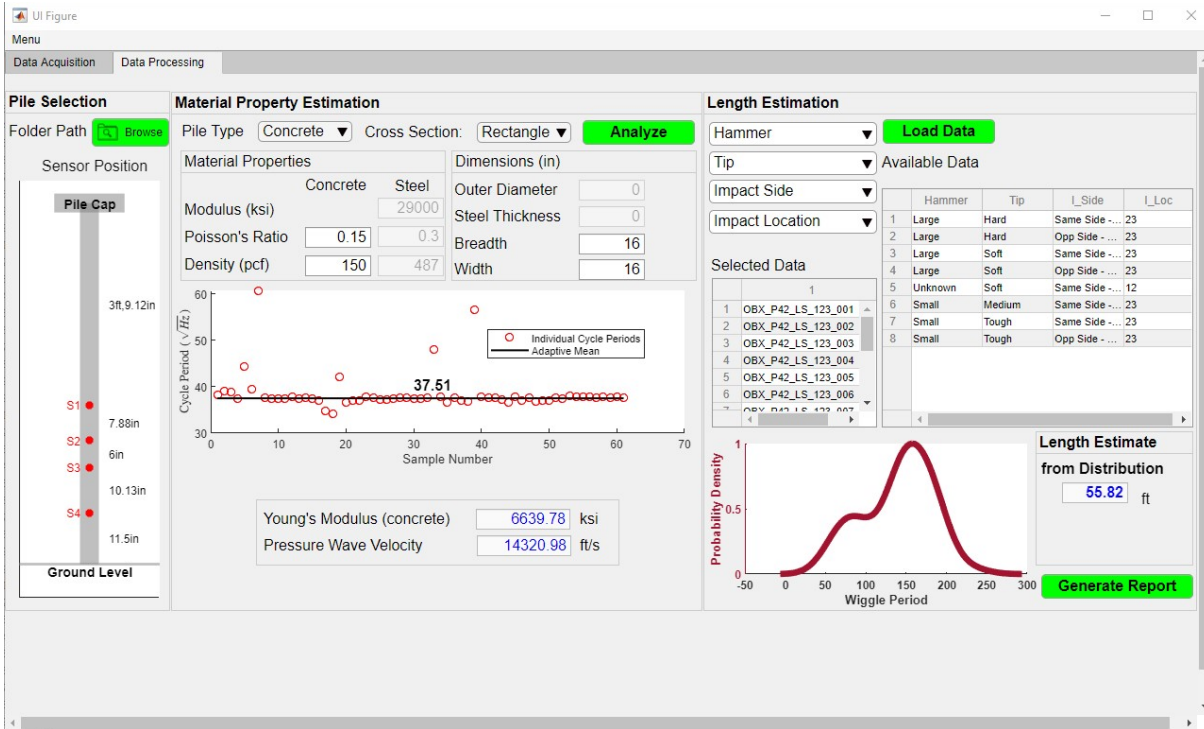 UI Figure
Menu
Data Acquisition
Data Processing
Pile Selection
Folder Path
Browse
Sensor Position
Pile Cap
3ft,9.12in
S1
7.88in
S2
6in
S3
10.13in
S4
11.5in
Ground Level
Material Property Estimation
Pile Type Concrete Cross Section: Rectangle Analyze
Material Properties
Concrete Steel
Modulus (ksi) 29000
Poisson's Ratio 0.15 0.3
Density (pcf) 150 487
Dimensions (in)
Outer Diameter 0
Steel Thickness 0
Breadth 16
Width 16
Cycle Period (√Hz)
60
50
40
30
0 10 20 30 40 50 60 70
Sample Number
Individual Cycle Periods
Adaptive Mean
37.51
Young's Modulus (concrete) 6639.78 ksi
Pressure Wave Velocity 14320.98 ft/s
Length Estimation
Hammer
Tip
Impact Side
Impact Location
Load Data
Available Data
Hammer Tip I_Side I_Loc
1 Large Hard Same Side -... 23
2 Large Hard Opp Side - ... 23
3 Large Soft Same Side -... 23
4 Large Soft Opp Side - ... 23
5 Unknown Soft Same Side -... 12
6 Small Medium Same Side -... 23
7 Small Tough Same Side -... 23
8 Small Tough Opp Side - ... 23
Selected Data
1
1 OBX_P42_LS_123_001
2 OBX_P42_LS_123_002
3 OBX_P42_LS_123_003
4 OBX_P42_LS_123_004
5 OBX_P42_LS_123_005
6 OBX_P42_LS_123_006
Probability Density
1
0.5
0
-50 0 50 100 150 200 250 300
Wiggle Period
Length Estimate
from Distribution
55.82 ft
Generate Report